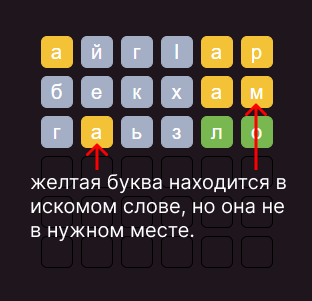 а й г l а р
б е к х а м
г а ь з л о
желтая буква находится в
искомом слове, но она не
в нужном месте.